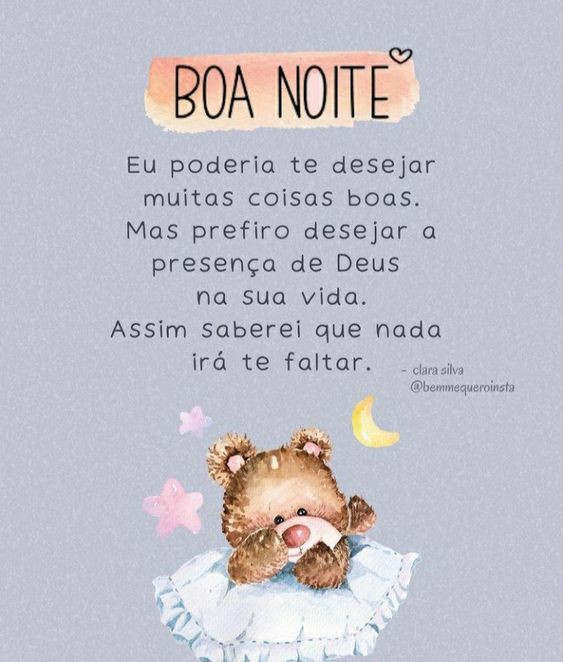 BOA NOITE
Eu poderia te desejar
muitas coisas boas.
Mas prefiro desejar a
presença de Deus
na sua vida.
Assim saberei que nada
irá te faltar.
- clara silva
@bemmequeroinsta